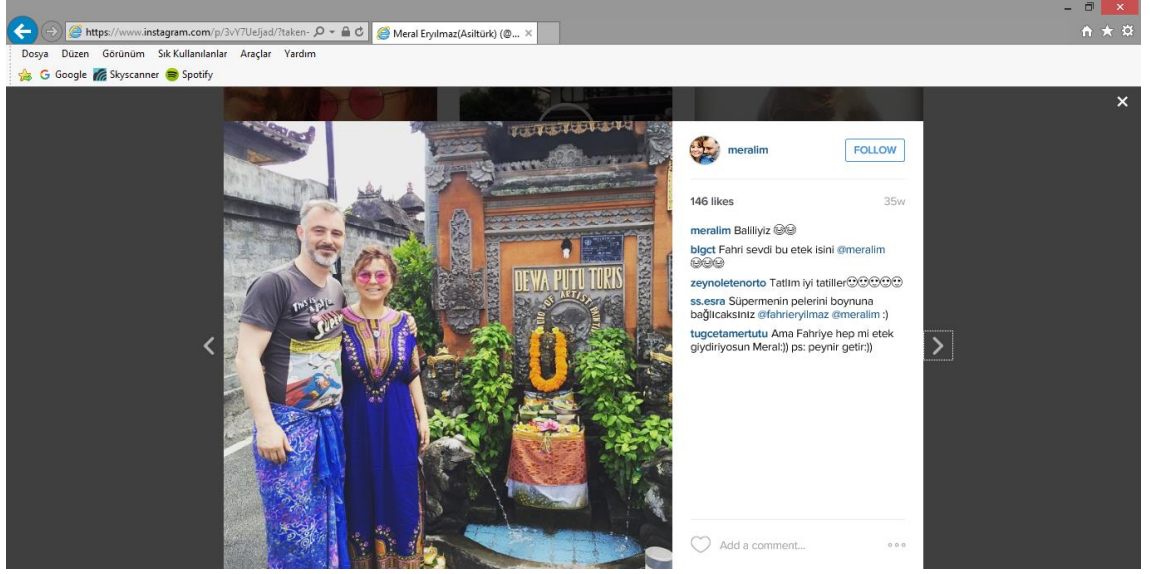 https://www.instagram.com/p/3vY7UeJjad/?taken-
Meral Eryılmaz(Asiltürk) (@...
Dosya Düzen Görünüm Sık Kullanılanlar Araçlar Yardım
Google Skyscanner Spotify
meralim
FOLLOW
146 likes 35w
meralim Baliliyiz
blgct Fahri sevdi bu etek isini @meralim
zeynoletenorto Tatlım iyi tatiller
ss.esra Süpermenin pelerini boynuna
bağlıcaksınız @fahrieryilmaz @meralim :)
tugcetamertutu Ama Fahriye hep mi etek
giydiriyosun Meral:)) ps: peynir getir:))
Add a comment...
THIS IS
DEWA PUTU TORIS